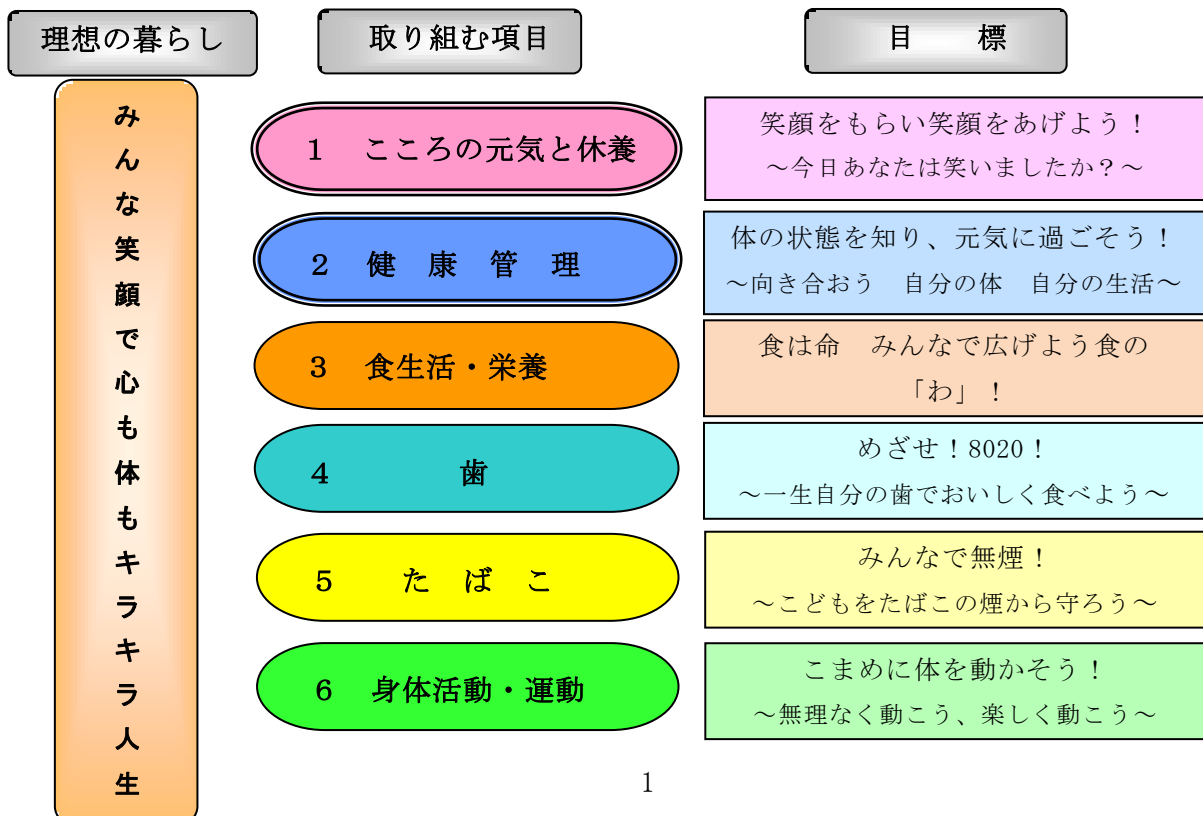 理想の暮らし
取り組む項目
目　　標
みんな笑顔で心も体もキラキラ人生
１　こころの元気と休養
笑顔をもらい笑顔をあげよう！
～今日あなたは笑いましたか？～
２　健　康　管　理
体の状態を知り、元気に過ごそう！
～向き合おう　自分の体　自分の生活～
３　食生活・栄養
食は命　みんなで広げよう食の
「わ」！
４　　　　歯
めざせ！8020！
～一生自分の歯でおいしく食べよう～
５　　た　ば　こ
みんなで無煙！
～こどもをたばこの煙から守ろう～
６　身体活動・運動
こまめに体を動かそう！
～無理なく動こう、楽しく動こう～
1